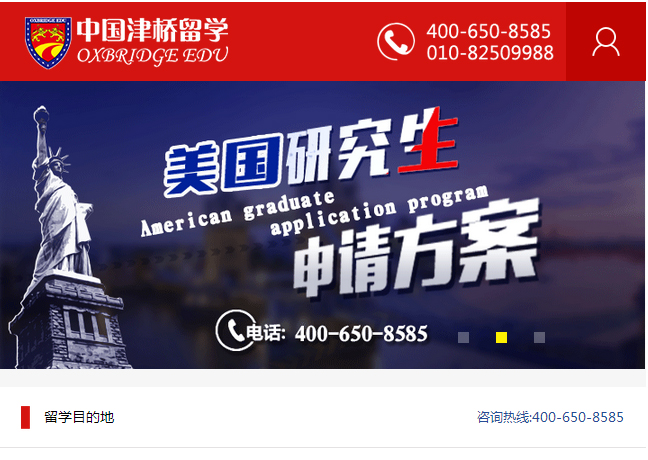 OXBRIDGE EDU
中国津桥留学
OXBRIDGE EDU
400-650-8585
010-82509988
美国研究生
American graduate
application program
申请方案
电话: 400-650-8585
留学目的地
咨询热线:400-650-8585